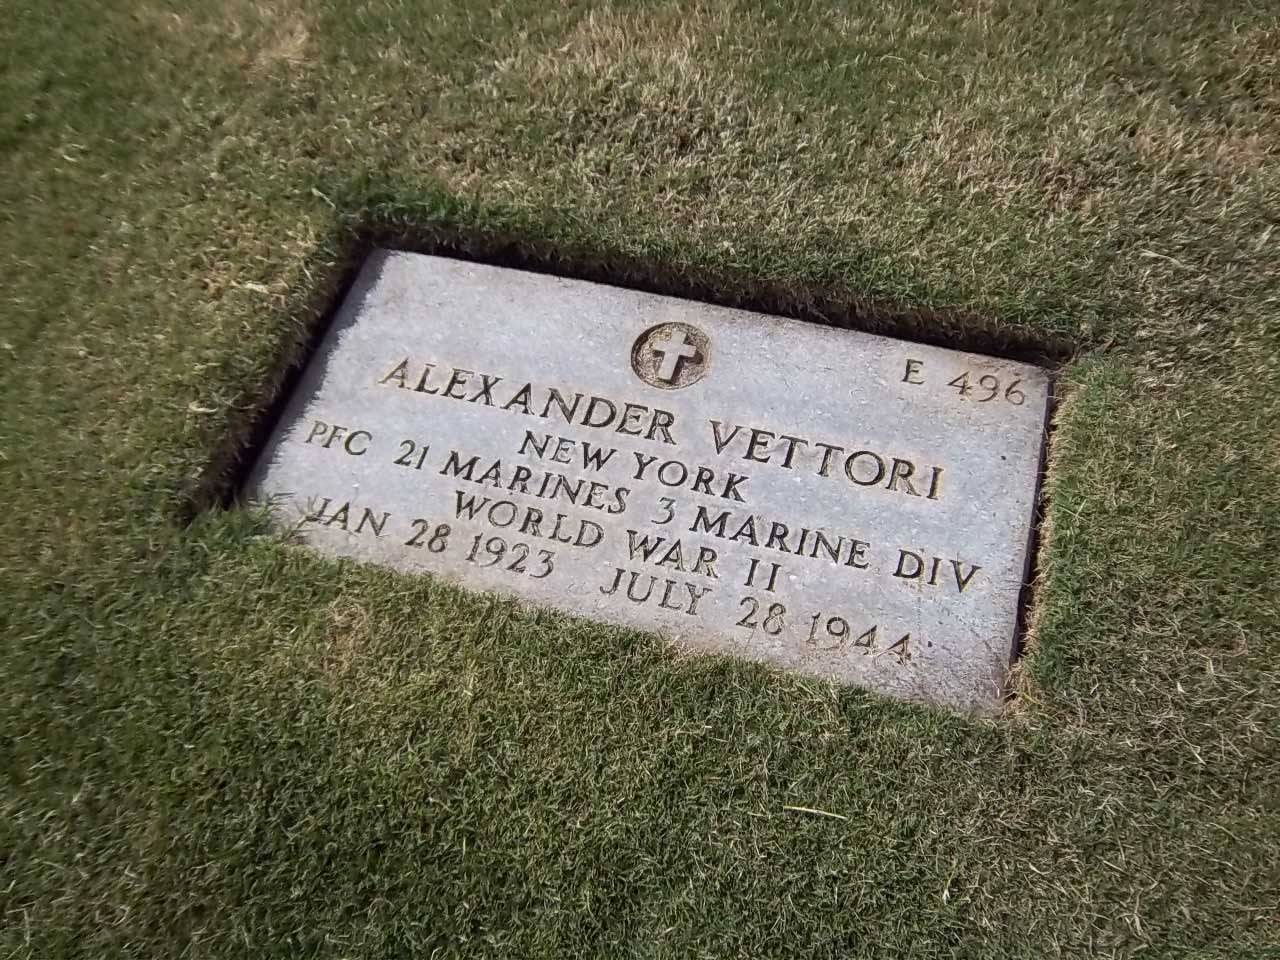 E 496
ALEXANDER VETTORI
NEW YORK
PFC 21 MARINES 3 MARINE DIV
WORLD WAR II
JAN 28 1923 JULY 28 1944